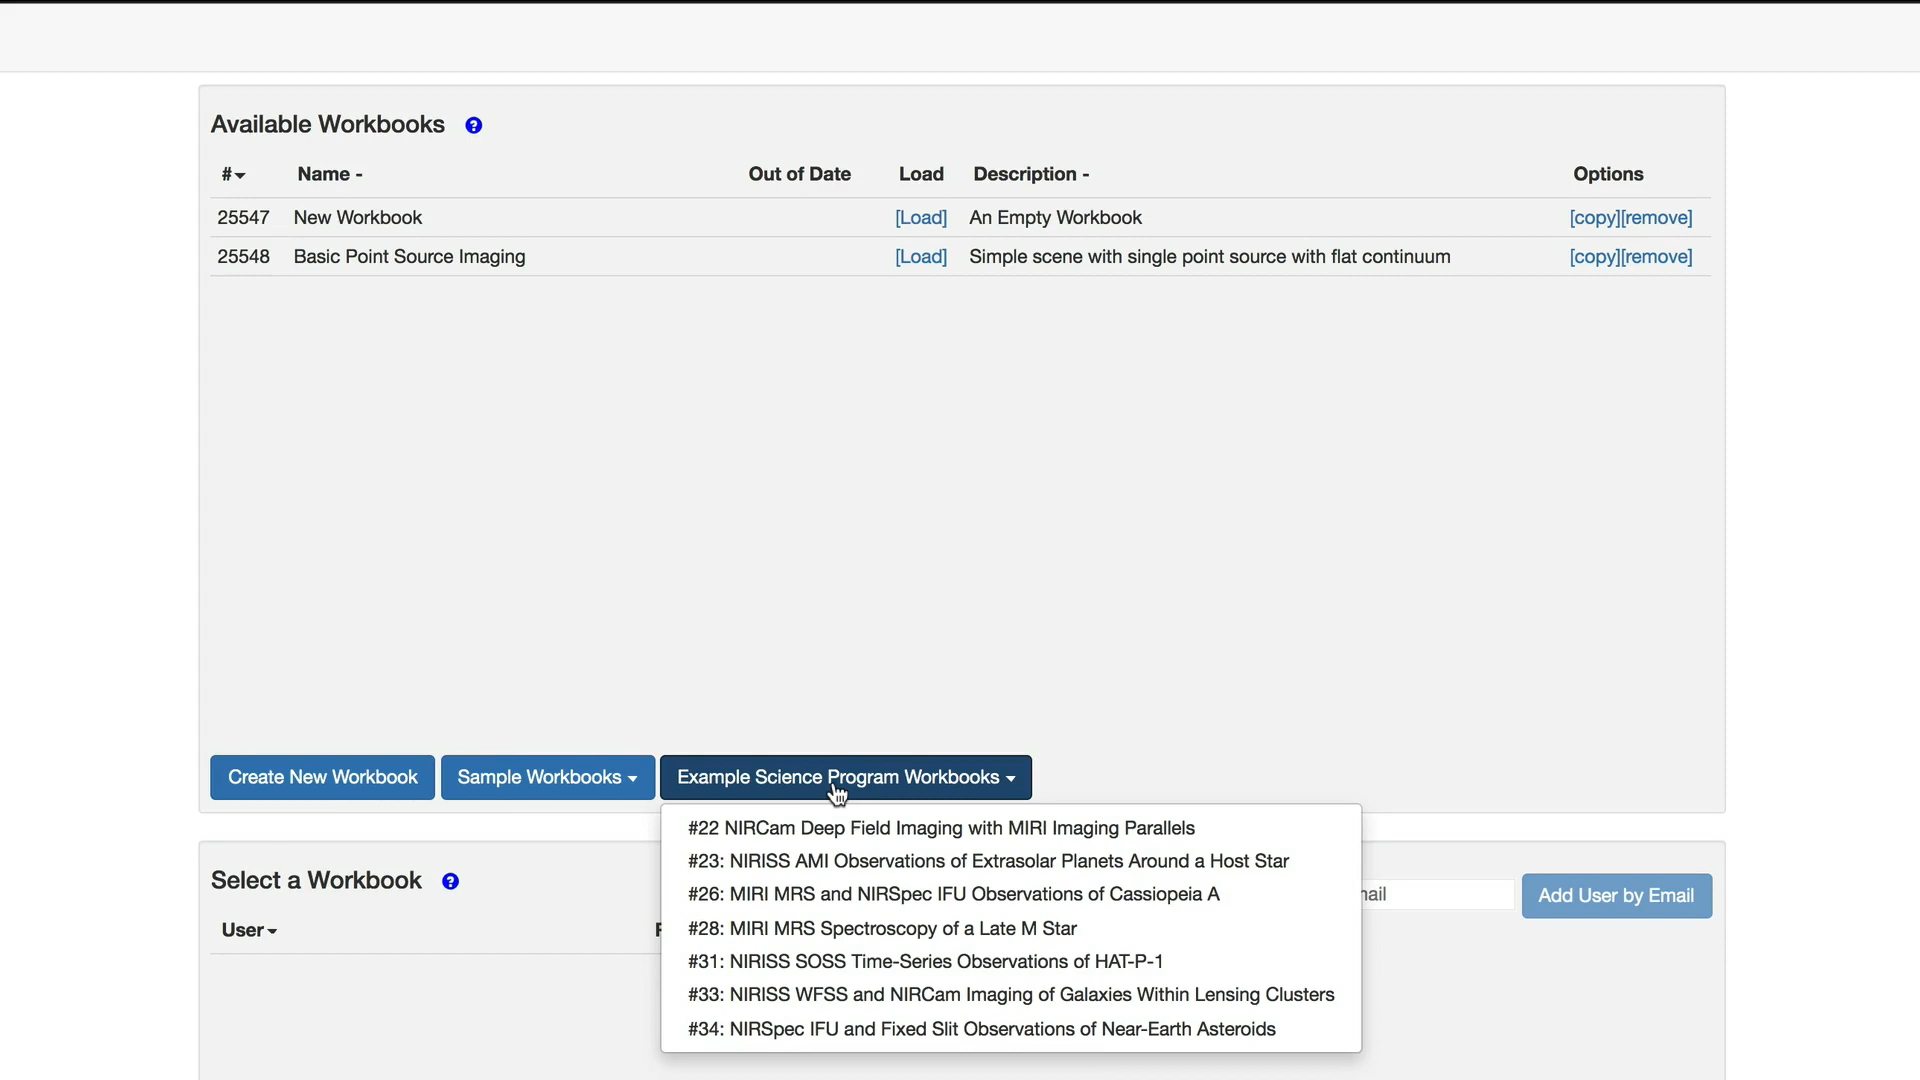 Available Workbooks ?
# Name - Out of Date Load Description - Options
25547 New Workbook [Load] An Empty Workbook [copy][remove]
25548 Basic Point Source Imaging [Load] Simple scene with single point source with flat continuum [copy][remove]
Create New Workbook Sample Workbooks Example Science Program Workbooks
#22 NIRCam Deep Field Imaging with MIRI Imaging Parallels
#23: NIRISS AMI Observations of Extrasolar Planets Around a Host Star
#26: MIRI MRS and NIRSpec IFU Observations of Cassiopeia A
#28: MIRI MRS Spectroscopy of a Late M Star
#31: NIRISS SOSS Time-Series Observations of HAT-P-1
#33: NIRISS WFSS and NIRCam Imaging of Galaxies Within Lensing Clusters
#34: NIRSpec IFU and Fixed Slit Observations of Near-Earth Asteroids
Select a Workbook ?
Add User by Email
User